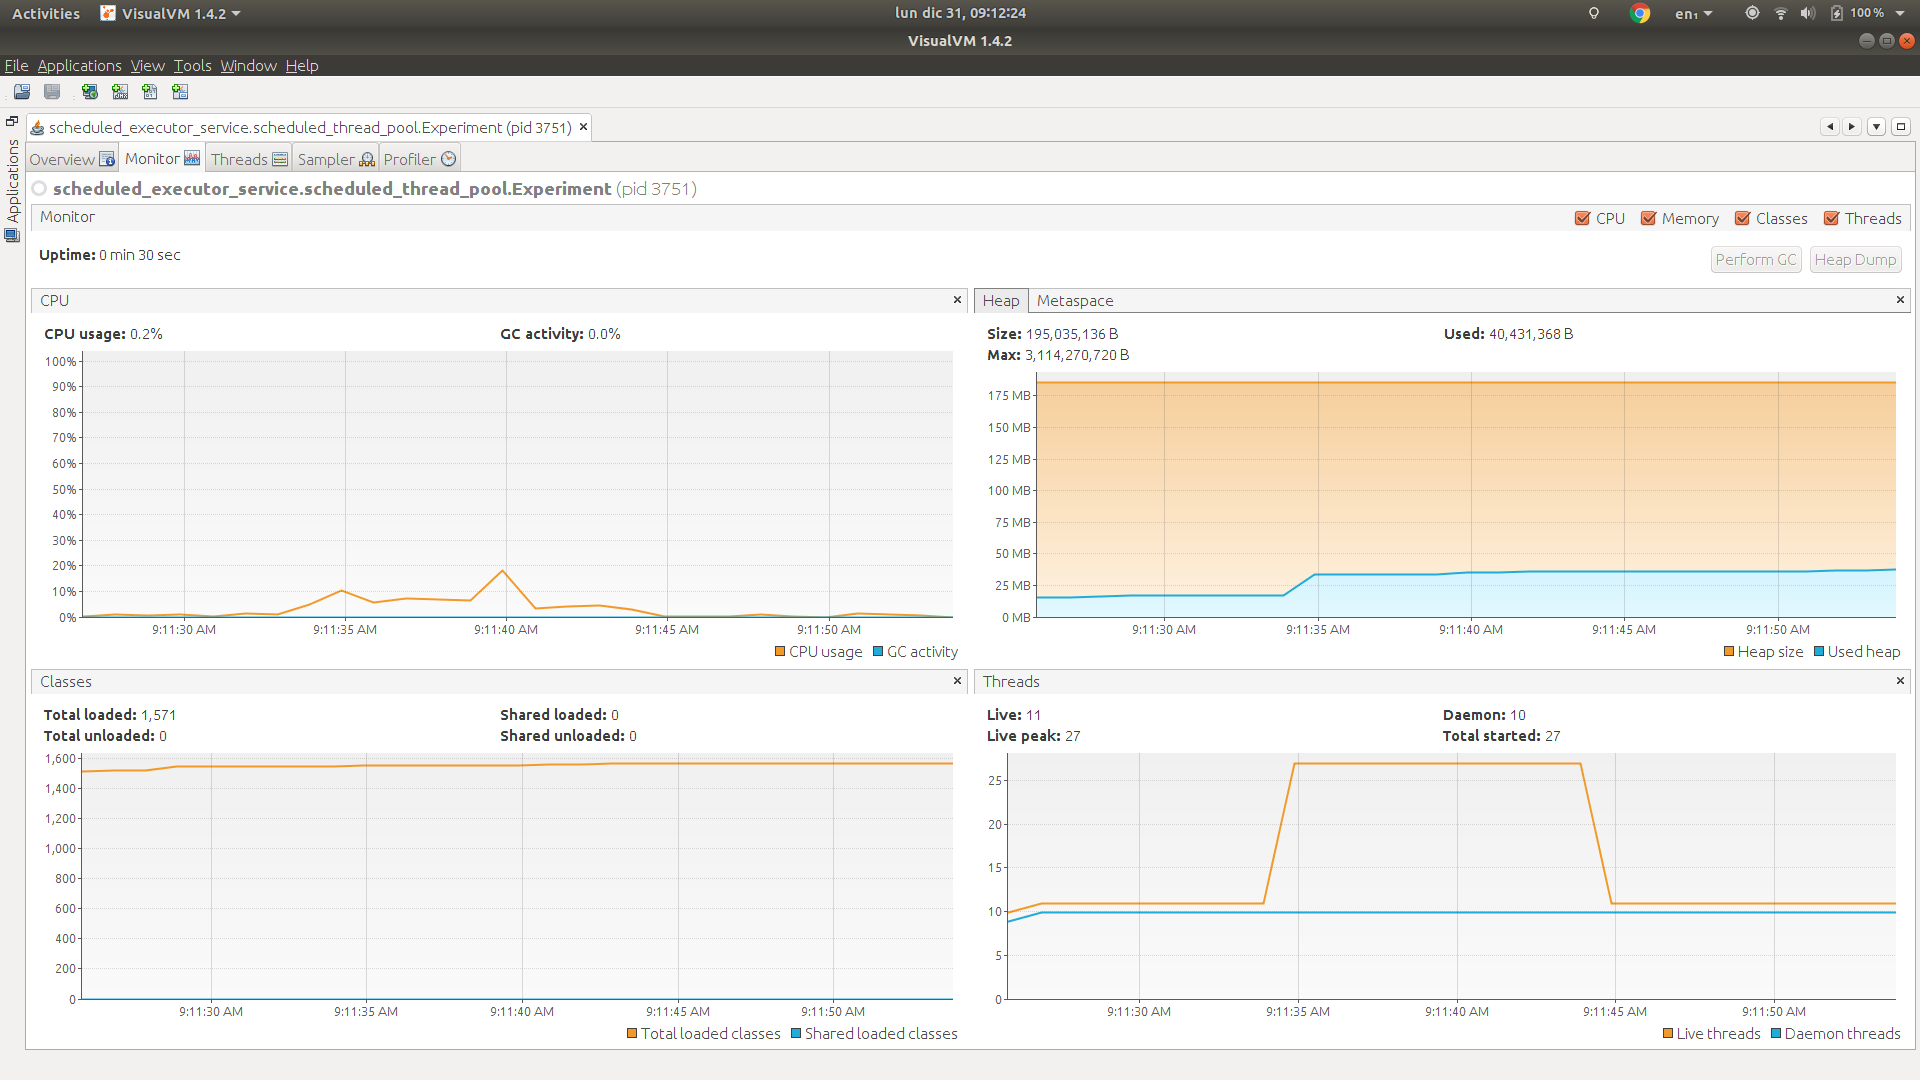 Activities VisualVM 1.4.2 lun dic 31, 09:12:24 en₁ 100 %
VisualVM 1.4.2
File Applications View Tools Window Help
Applications
scheduled_executor_service.scheduled_thread_pool.Experiment (pid 3751)
Overview Monitor Threads Sampler Profiler
scheduled_executor_service.scheduled_thread_pool.Experiment (pid 3751)
Monitor CPU Memory Classes Threads
Uptime: 0 min 30 sec Perform GC Heap Dump
CPU
CPU usage: 0.2% GC activity: 0.0%
100%
90%
80%
70%
60%
50%
40%
30%
20%
10%
0%
9:11:30 AM 9:11:35 AM 9:11:40 AM 9:11:45 AM 9:11:50 AM
CPU usage GC activity
Heap Metaspace
Size: 195,035,136 B Used: 40,431,368 B
Max: 3,114,270,720 B
175 MB
150 MB
125 MB
100 MB
75 MB
50 MB
25 MB
0 MB
9:11:30 AM 9:11:35 AM 9:11:40 AM 9:11:45 AM 9:11:50 AM
Heap size Used heap
Classes
Total loaded: 1,571 Shared loaded: 0
Total unloaded: 0 Shared unloaded: 0
1,600
1,400
1,200
1,000
800
600
400
200
0
9:11:30 AM 9:11:35 AM 9:11:40 AM 9:11:45 AM 9:11:50 AM
Total loaded classes Shared loaded classes
Threads
Live: 11 Daemon: 10
Live peak: 27 Total started: 27
25
20
15
10
5
0
9:11:30 AM 9:11:35 AM 9:11:40 AM 9:11:45 AM 9:11:50 AM
Live threads Daemon threads